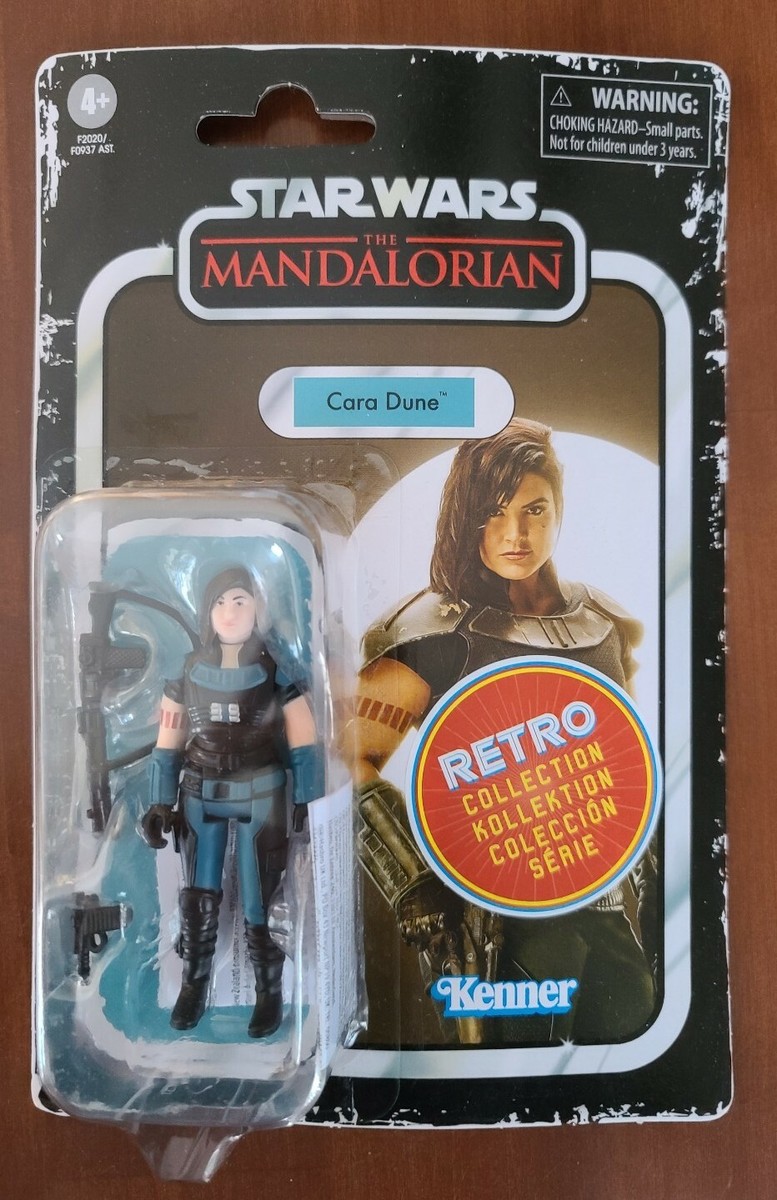 4+
F2020/
F0937 AST.
WARNING:
CHOKING HAZARD–Small parts.
Not for children under 3 years.
STAR WARS
THE
MANDALORIAN
Cara Dune™
RETRO
COLLECTION
KOLLEKTION
COLECCIÓN
SÉRIE
Kenner